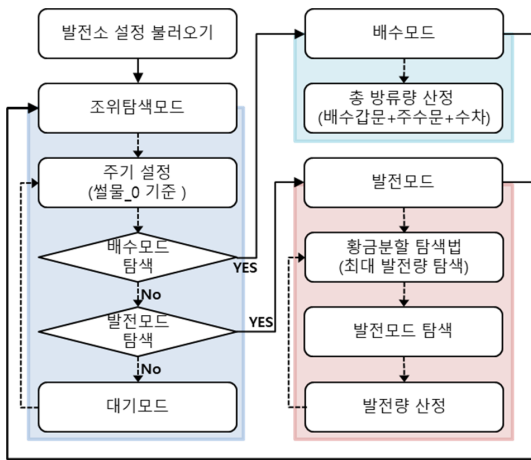 발전소 설정 불러오기
조위탐색모드
주기 설정
(썰물_0 기준 )
배수모드
탐색
YES
No
발전모드
탐색
YES
No
대기모드
배수모드
총 방류량 산정
(배수갑문+주수문+수차)
발전모드
황금분할 탐색법
(최대 발전량 탐색)
발전모드 탐색
발전량 산정